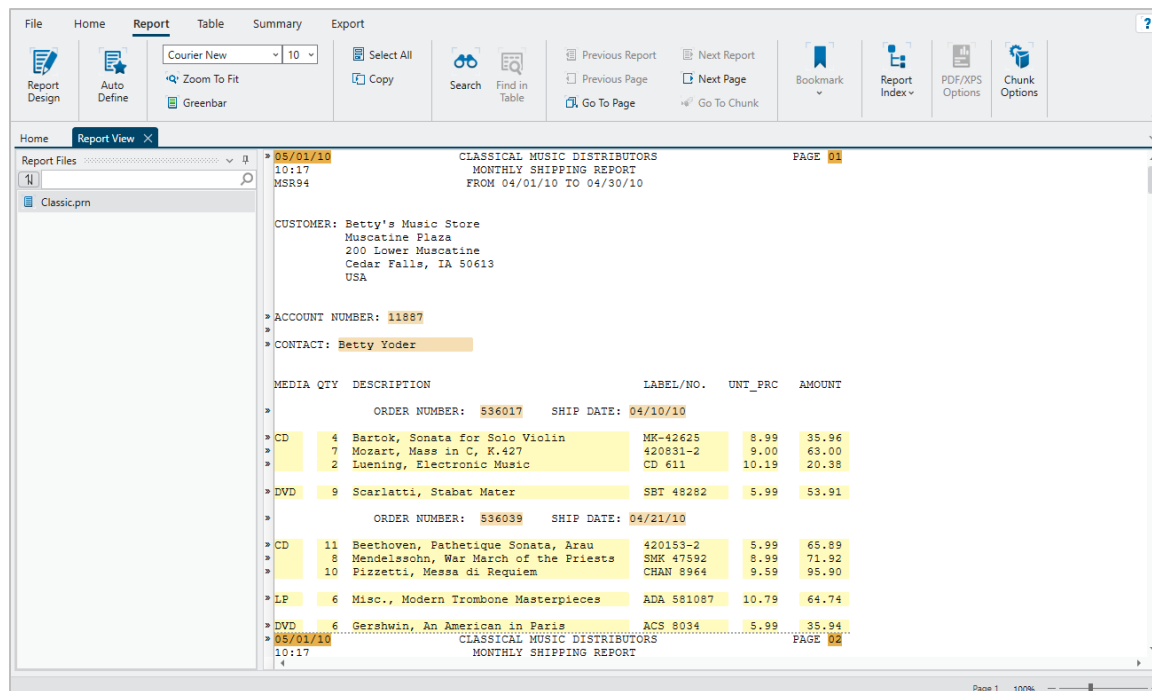 File Home Report Table Summary Export ?
Report Design
Auto Define
Courier New 10
Zoom To Fit
Greenbar
Select All
Copy
Search
Find in Table
Previous Report
Previous Page
Go To Page
Next Report
Next Page
Go To Chunk
Bookmark
Report Index
PDF/XPS Options
Chunk Options
Home Report View
Report Files
Classic.prn
» 05/01/10 CLASSICAL MUSIC DISTRIBUTORS PAGE 01
10:17 MONTHLY SHIPPING REPORT
MSR94 FROM 04/01/10 TO 04/30/10
CUSTOMER: Betty's Music Store
Muscatine Plaza
200 Lower Muscatine
Cedar Falls, IA 50613
USA
» ACCOUNT NUMBER: 11887
»
» CONTACT: Betty Yoder
MEDIA QTY DESCRIPTION LABEL/NO. UNT_PRC AMOUNT
» ORDER NUMBER: 536017 SHIP DATE: 04/10/10
» CD 4 Bartok, Sonata for Solo Violin MK-42625 8.99 35.96
» 7 Mozart, Mass in C, K.427 420831-2 9.00 63.00
» 2 Luening, Electronic Music CD 611 10.19 20.38
» DVD 9 Scarlatti, Stabat Mater SBT 48282 5.99 53.91
» ORDER NUMBER: 536039 SHIP DATE: 04/21/10
» CD 11 Beethoven, Pathetique Sonata, Arau 420153-2 5.99 65.89
» 8 Mendelssohn, War March of the Priests SMK 47592 8.99 71.92
» 10 Pizzetti, Messa di Requiem CHAN 8964 9.59 95.90
» LP 6 Misc., Modern Trombone Masterpieces ADA 581087 10.79 64.74
» DVD 6 Gershwin, An American in Paris ACS 8034 5.99 35.94
» 05/01/10 CLASSICAL MUSIC DISTRIBUTORS PAGE 02
10:17 MONTHLY SHIPPING REPORT
Page 1 100%